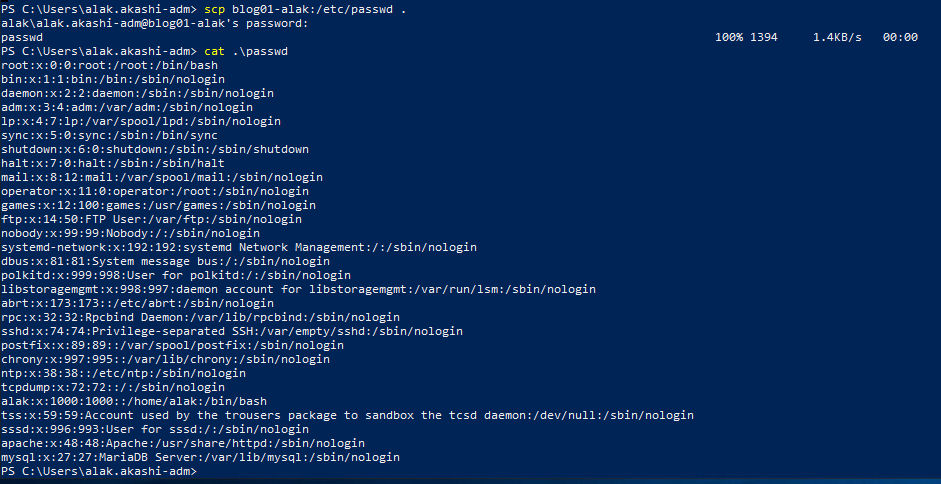 PS C:\Users\alak.akashi-adm> scp blog01-alak:/etc/passwd .
alak\alak.akashi-adm@blog01-alak's password:
passwd 100% 1394 1.4KB/s 00:00
PS C:\Users\alak.akashi-adm> cat .\passwd
root:x:0:0:root:/root:/bin/bash
bin:x:1:1:bin:/bin:/sbin/nologin
daemon:x:2:2:daemon:/sbin:/sbin/nologin
adm:x:3:4:adm:/var/adm:/sbin/nologin
lp:x:4:7:lp:/var/spool/lpd:/sbin/nologin
sync:x:5:0:sync:/sbin:/bin/sync
shutdown:x:6:0:shutdown:/sbin:/sbin/shutdown
halt:x:7:0:halt:/sbin:/sbin/halt
mail:x:8:12:mail:/var/spool/mail:/sbin/nologin
operator:x:11:0:operator:/root:/sbin/nologin
games:x:12:100:games:/usr/games:/sbin/nologin
ftp:x:14:50:FTP User:/var/ftp:/sbin/nologin
nobody:x:99:99:Nobody:/:/sbin/nologin
systemd-network:x:192:192:systemd Network Management:/:/sbin/nologin
dbus:x:81:81:System message bus:/:/sbin/nologin
polkitd:x:999:998:User for polkitd:/:/sbin/nologin
libstoragemgmt:x:998:997:daemon account for libstoragemgmt:/var/run/lsm:/sbin/nologin
abrt:x:173:173::/etc/abrt:/sbin/nologin
rpc:x:32:32:Rpcbind Daemon:/var/lib/rpcbind:/sbin/nologin
sshd:x:74:74:Privilege-separated SSH:/var/empty/sshd:/sbin/nologin
postfix:x:89:89::/var/spool/postfix:/sbin/nologin
chrony:x:997:995::/var/lib/chrony:/sbin/nologin
ntp:x:38:38::/etc/ntp:/sbin/nologin
tcpdump:x:72:72::/:/sbin/nologin
alak:x:1000:1000::/home/alak:/bin/bash
tss:x:59:59:Account used by the trousers package to sandbox the tcsd daemon:/dev/null:/sbin/nologin
sssd:x:996:993:User for sssd:/:/sbin/nologin
apache:x:48:48:Apache:/usr/share/httpd:/sbin/nologin
mysql:x:27:27:MariaDB Server:/var/lib/mysql:/sbin/nologin
PS C:\Users\alak.akashi-adm>